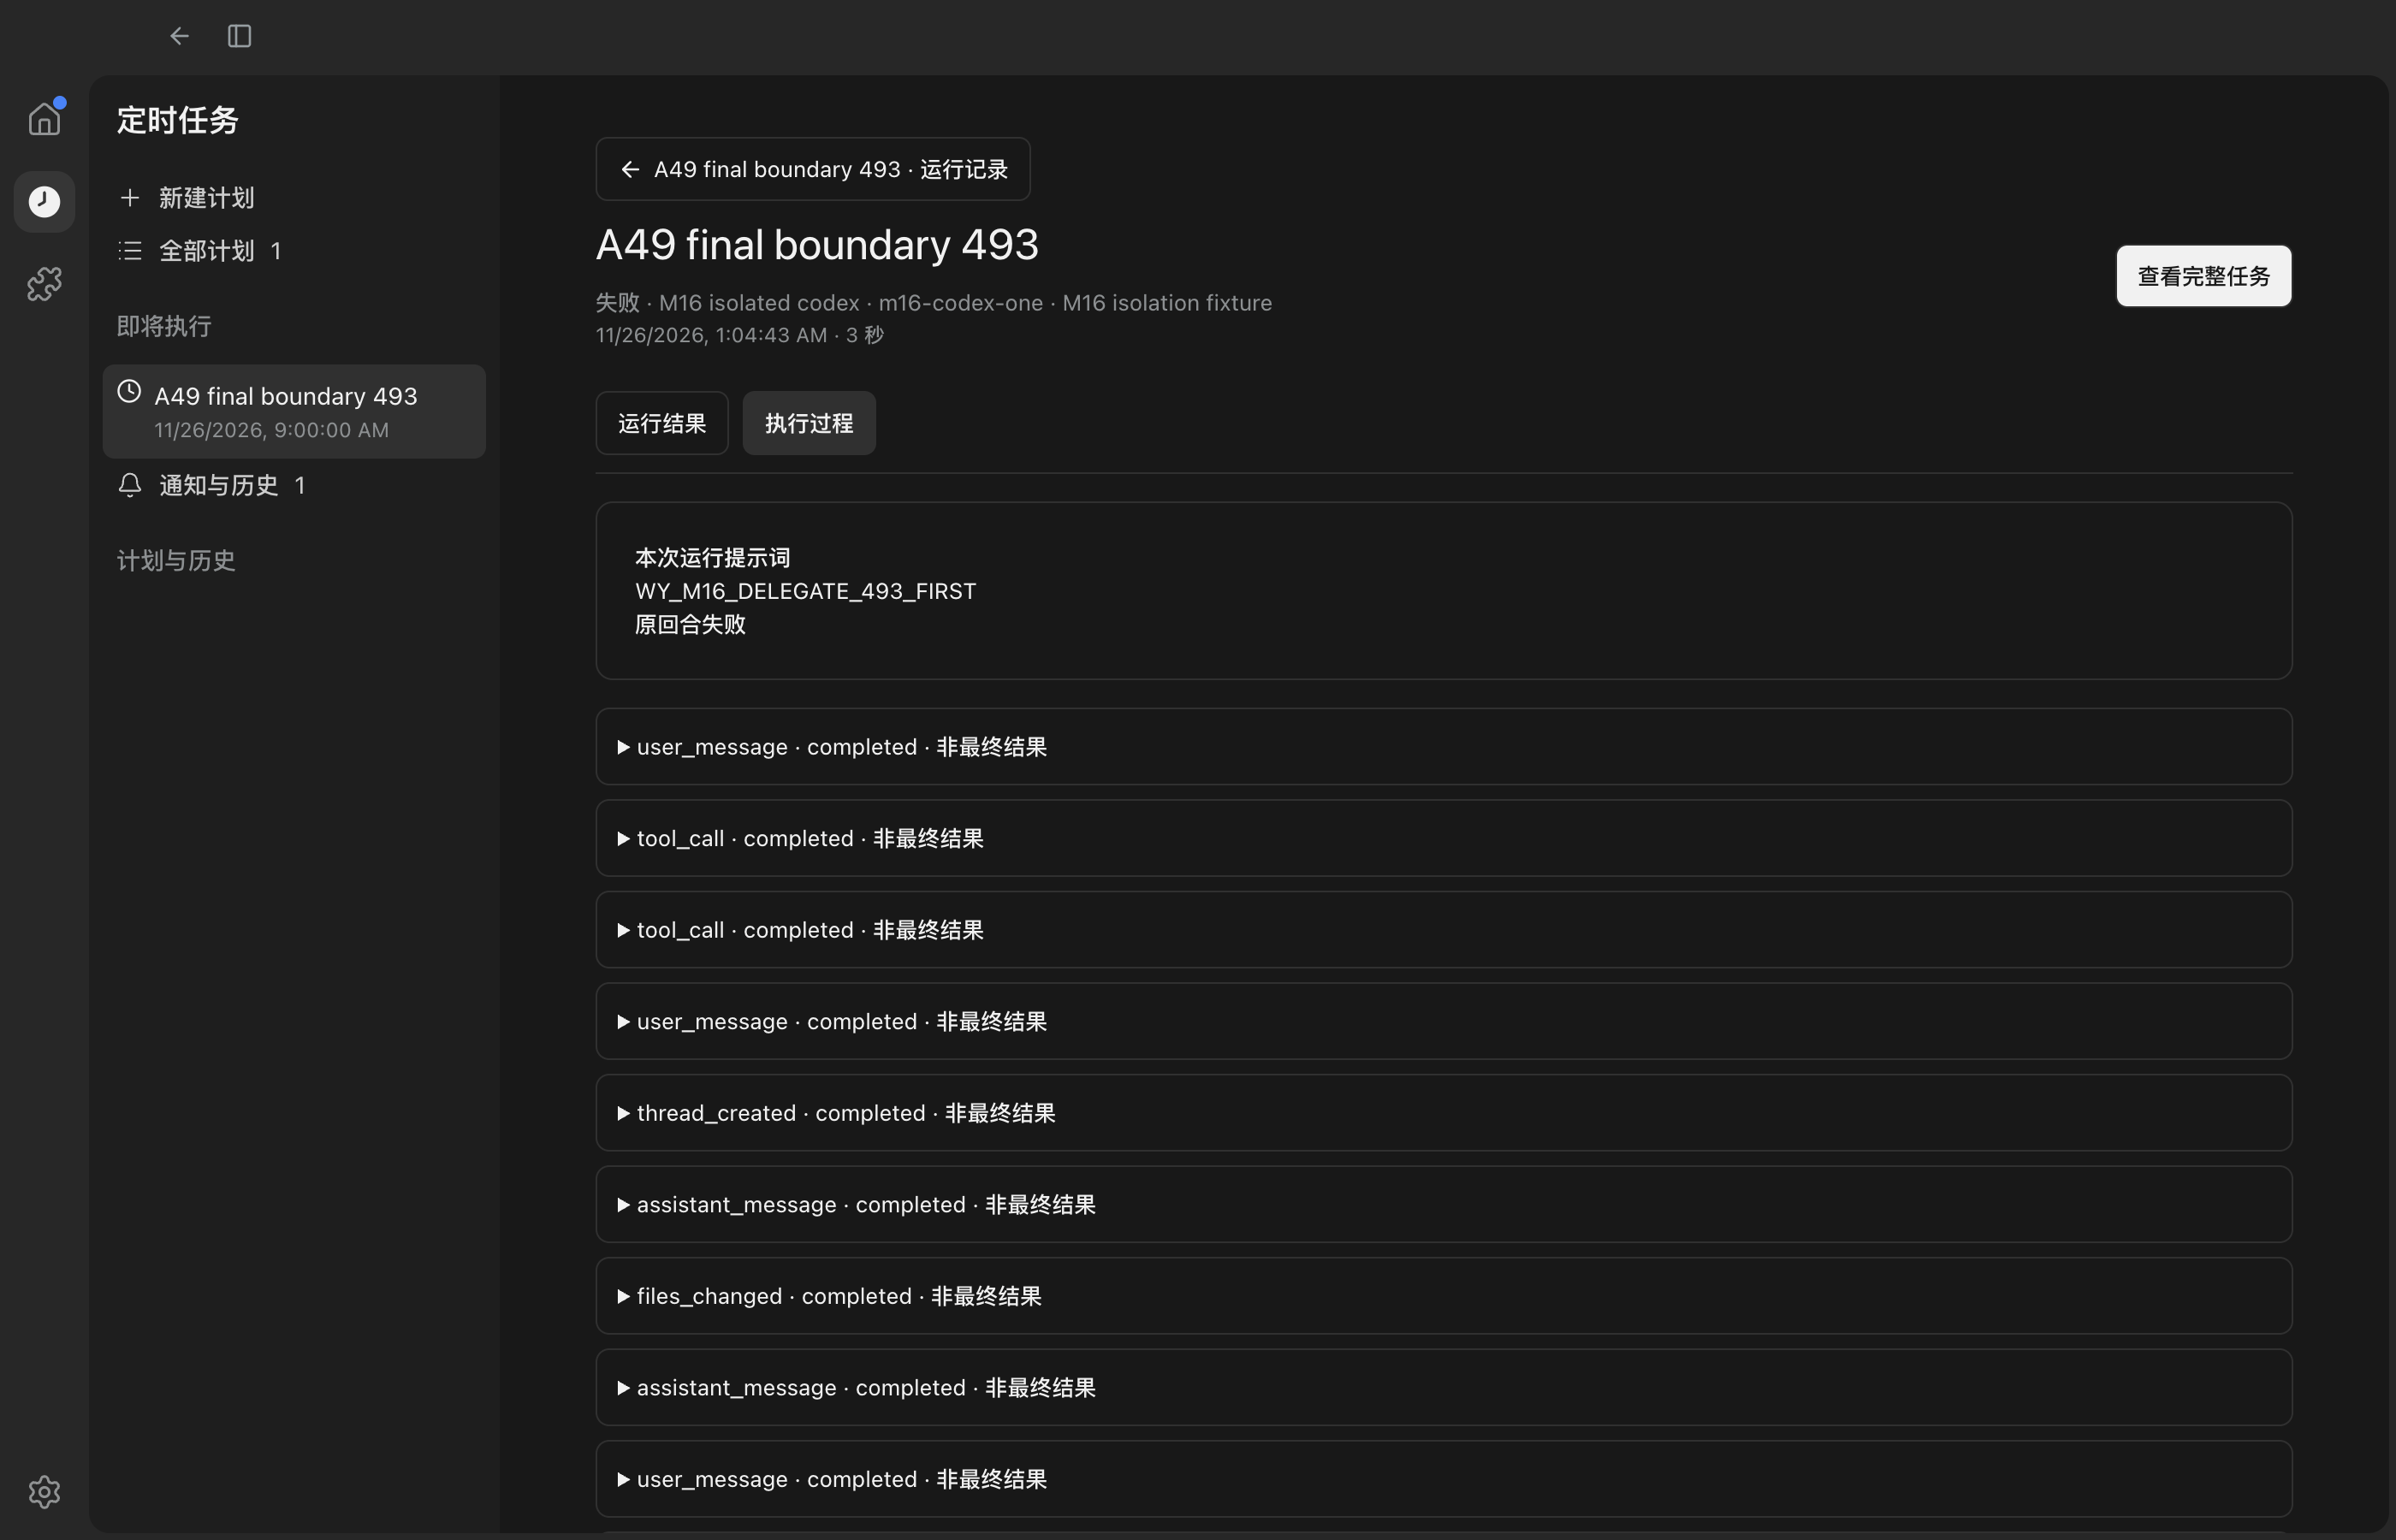 定时任务
新建计划
全部计划 1
即将执行
A49 final boundary 493
11/26/2026, 9:00:00 AM
通知与历史 1
计划与历史
A49 final boundary 493 · 运行记录
A49 final boundary 493
失败 · M16 isolated codex · m16-codex-one · M16 isolation fixture
11/26/2026, 1:04:43 AM · 3 秒
查看完整任务
运行结果
执行过程
本次运行提示词
WY_M16_DELEGATE_493_FIRST
原回合失败
user_message · completed · 非最终结果
tool_call · completed · 非最终结果
tool_call · completed · 非最终结果
user_message · completed · 非最终结果
thread_created · completed · 非最终结果
assistant_message · completed · 非最终结果
files_changed · completed · 非最终结果
assistant_message · completed · 非最终结果
user_message · completed · 非最终结果